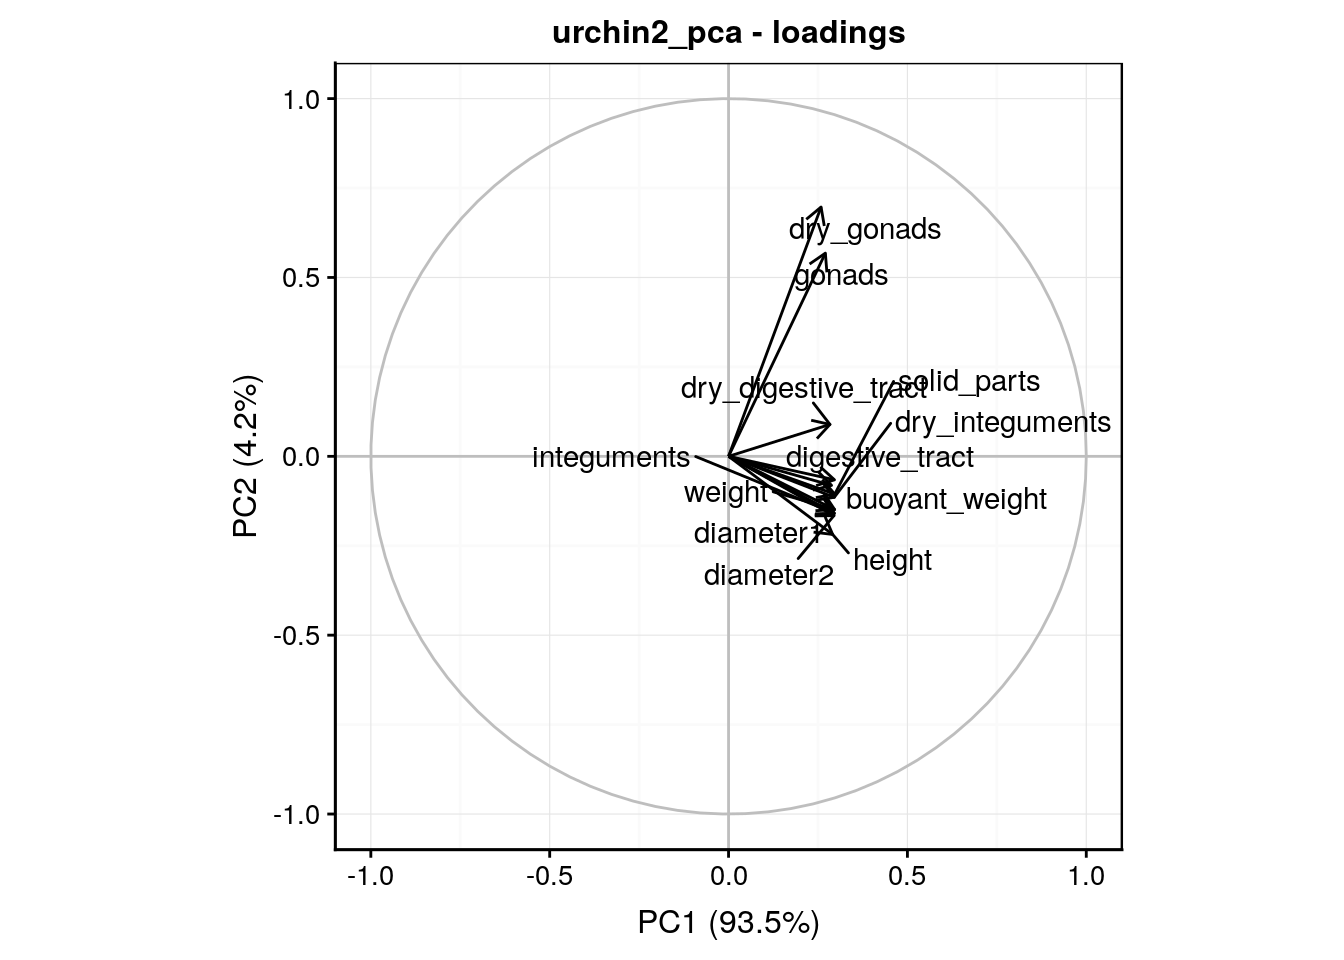 urchin2_pca - loadings
1.0
0.5
0.0
-0.5
-1.0
PC2 (4.2%)
dry_gonads
gonads
dry_digestive_tract
solid_parts
dry_integuments
integuments
digestive_tract
weight
buoyant_weight
diameter1
height
diameter2
-1.0
-0.5
0.0
0.5
1.0
PC1 (93.5%)